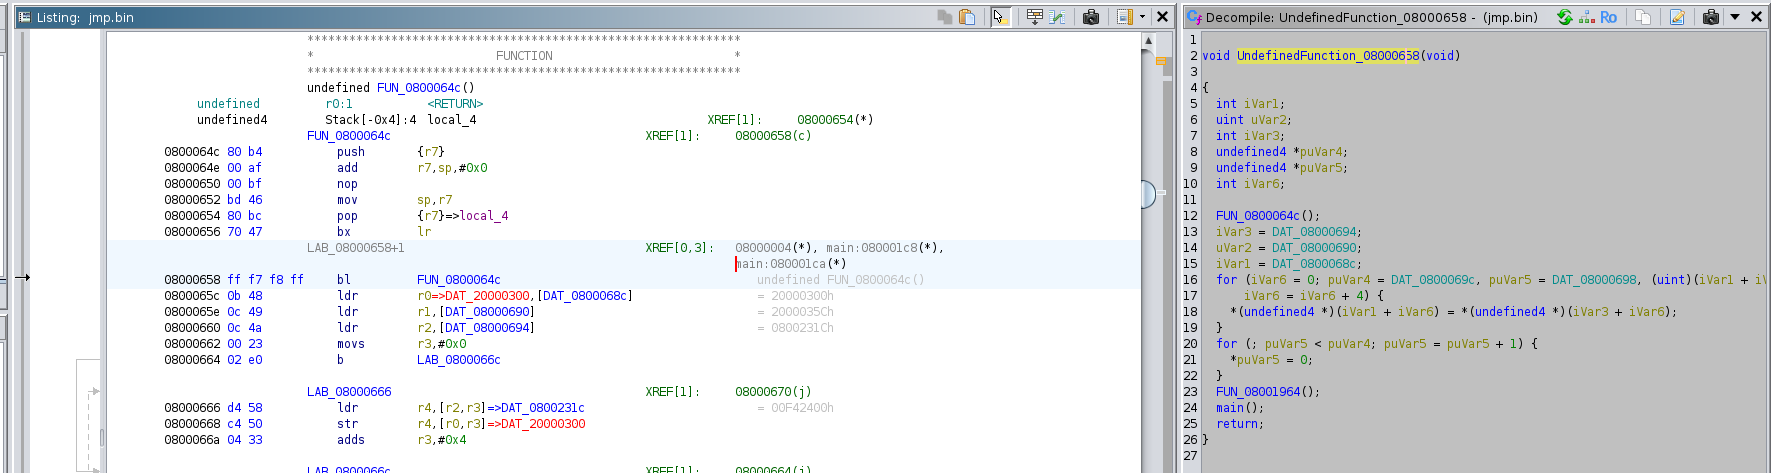 Listing: jmp.bin
*************************************************************
* FUNCTION *
*************************************************************
undefined FUN_0800064c()
undefined r0:1 <RETURN>
undefined4 Stack[-0x4]:4 local_4 XREF[1]: 08000654(*)
FUN_0800064c XREF[1]: 08000658(c)
0800064c 80 b4 push {r7}
0800064e 00 af add r7,sp,#0x0
08000650 00 bf nop
08000652 bd 46 mov sp,r7
08000654 80 bc pop {r7}=>local_4
08000656 70 47 bx lr
LAB_08000658+1 XREF[0,3]: 08000004(*), main:080001c8(*),
main:080001ca(*)
08000658 ff f7 f8 ff bl FUN_0800064c undefined FUN_0800064c()
0800065c 0b 48 ldr r0=>DAT_20000300,[DAT_0800068c] = 20000300h
0800065e 0c 49 ldr r1,[DAT_08000690] = 2000035Ch
08000660 0c 4a ldr r2,[DAT_08000694] = 0800231Ch
08000662 00 23 movs r3,#0x0
08000664 02 e0 b LAB_0800066c
LAB_08000666 XREF[1]: 08000670(j)
08000666 d4 58 ldr r4,[r2,r3]=>DAT_0800231c = 00F42400h
08000668 c4 50 str r4,[r0,r3]=>DAT_20000300
0800066a 04 33 adds r3,#0x4
LAB_0800066c XREF[1]: 08000664(j)
Decompile: UndefinedFunction_08000658 - (jmp.bin)
Ro
1
2 void UndefinedFunction_08000658(void)
3
4 {
5 int iVar1;
6 uint uVar2;
7 int iVar3;
8 undefined4 *puVar4;
9 undefined4 *puVar5;
10 int iVar6;
11
12 FUN_0800064c();
13 iVar3 = DAT_08000694;
14 uVar2 = DAT_08000690;
15 iVar1 = DAT_0800068c;
16 for (iVar6 = 0; puVar4 = DAT_0800069c, puVar5 = DAT_08000698, (uint)(iVar1 + iV
17 iVar6 = iVar6 + 4) {
18 *(undefined4 *)(iVar1 + iVar6) = *(undefined4 *)(iVar3 + iVar6);
19 }
20 for (; puVar5 < puVar4; puVar5 = puVar5 + 1) {
21 *puVar5 = 0;
22 }
23 FUN_08001964();
24 main();
25 return;
26 }
27